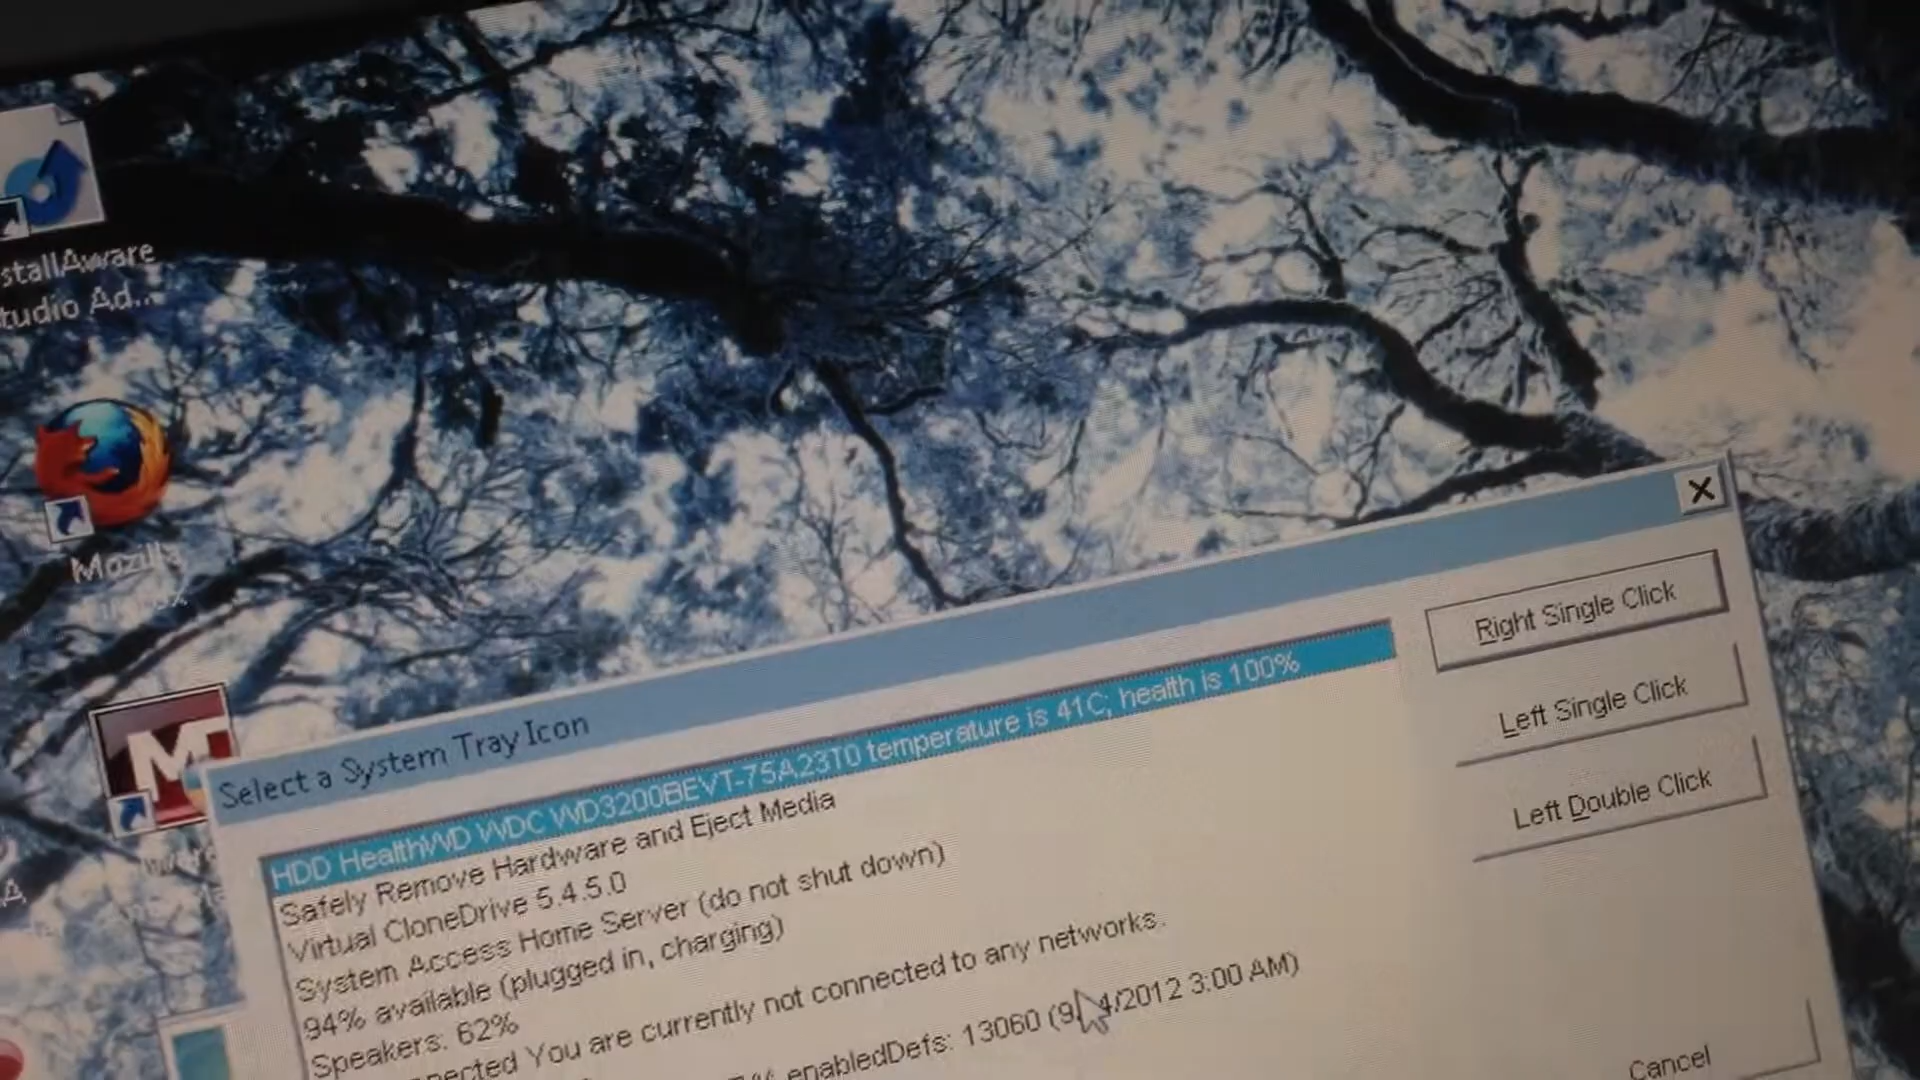 stallAware
tudio Ad...
Mozilla
Select a System Tray Icon
HDD HealthWD WDC WD3200BEVT-75A23T0 temperature is 41C, health is 100%
Safely Remove Hardware and Eject Media
Virtual CloneDrive 5.4.5.0
System Access Home Server (do not shut down)
94% available (plugged in, charging)
Speakers: 62%
nected You are currently not connected to any networks.
enabledDefs: 13060 (9/4/2012 3:00 AM)
Right Single Click
Left Single Click
Left Double Click
Cancel